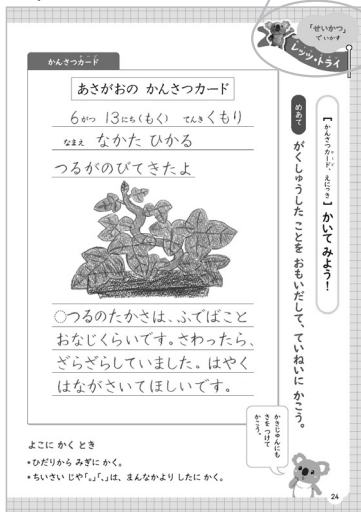 「せいかつ」
でいかす
レッツ・トライ
【かんさつカード、えにっき】かいて みよう！
めあて
がくしゅうした ことを おもいだして、ていねいに かこう。
かんさつカード
あさがおの かんさつカード
6がつ 13にち(もく) てんき くもり
なまえ なかた ひかる
つるがのびてきたよ
つるのたかさは、ふでばこと
おなじくらいです。さわったら、
ざらざらしていました。はやく
はながさいてほしいです。
かきじゅんにも
きを つけて
かこう。
よこに かく とき
•ひだりから みぎに かく。
•ちいさい じや「。」「、」は、まんなかより したに かく。
24